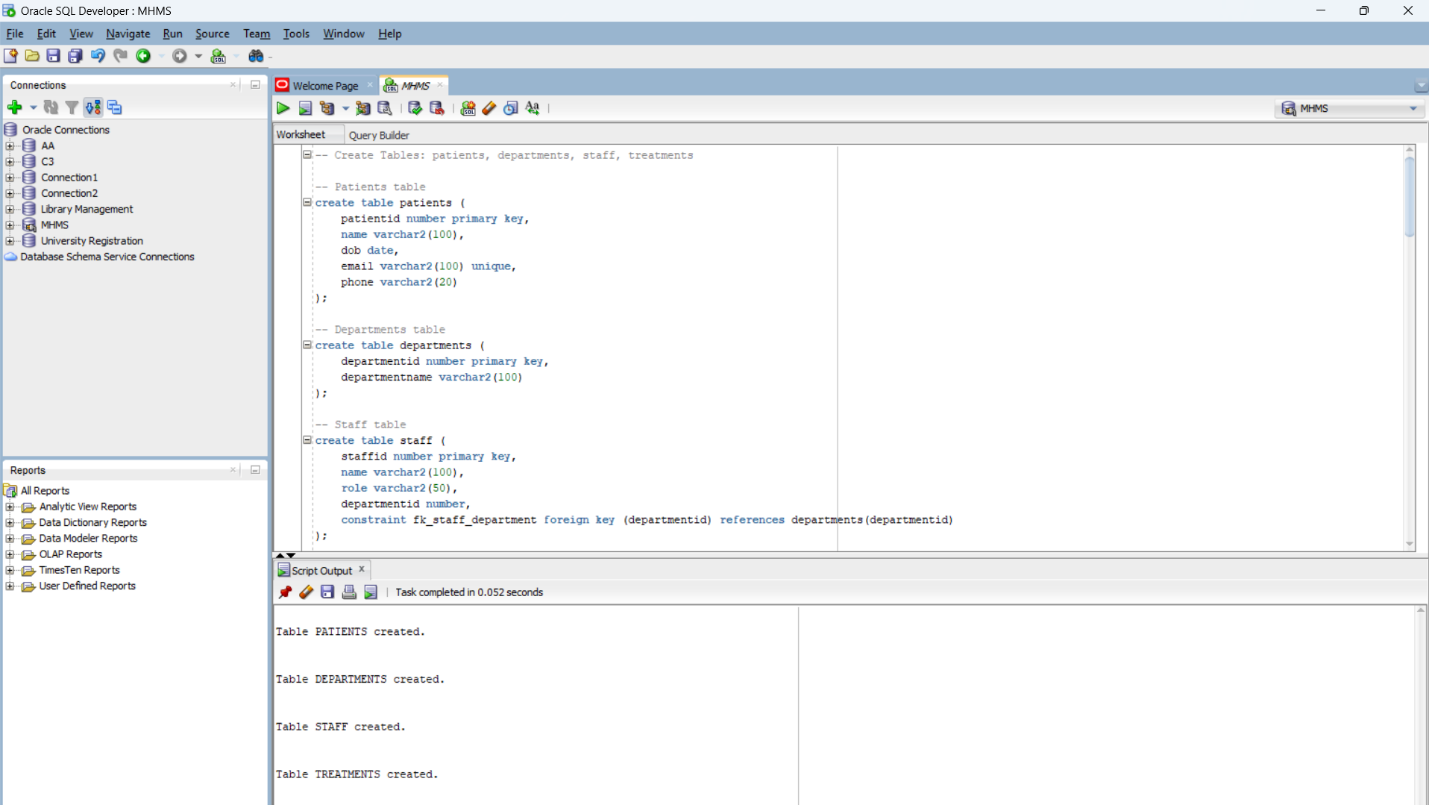 Oracle SQL Developer : MHMS
File Edit View Navigate Run Source Team Tools Window Help
Connections
Oracle Connections
AA
C3
Connection1
Connection2
Library Management
MHMS
University Registration
Database Schema Service Connections
Reports
All Reports
Analytic View Reports
Data Dictionary Reports
Data Modeler Reports
OLAP Reports
TimesTen Reports
User Defined Reports
Welcome Page MHMS
MHMS
Worksheet Query Builder
-- Create Tables: patients, departments, staff, treatments
-- Patients table
create table patients (
patientid number primary key,
name varchar2(100),
dob date,
email varchar2(100) unique,
phone varchar2(20)
);
-- Departments table
create table departments (
departmentid number primary key,
departmentname varchar2(100)
);
-- Staff table
create table staff (
staffid number primary key,
name varchar2(100),
role varchar2(50),
departmentid number,
constraint fk_staff_department foreign key (departmentid) references departments(departmentid)
);
Script Output
Task completed in 0.052 seconds
Table PATIENTS created.
Table DEPARTMENTS created.
Table STAFF created.
Table TREATMENTS created.